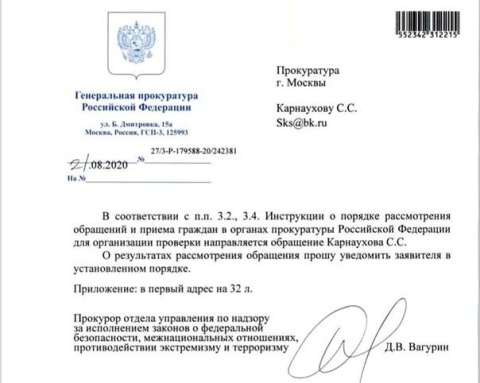 552342 312215
Генеральная прокуратура
Российской Федерации
ул. Б. Дмитровка, 15а
Москва, Россия, ГСП-3, 125993
27/3-Р-179588-20/242381
21.08.2020 №
На №
Прокуратура
г. Москвы
Карнаухову С.С.
Sks@bk.ru
В соответствии с п.п. 3.2., 3.4. Инструкции о порядке рассмотрения
обращений и приема граждан в органах прокуратуры Российской Федерации
для организации проверки направляется обращение Карнаухова С.С.
О результатах рассмотрения обращения прошу уведомить заявителя в
установленном порядке.
Приложение: в первый адрес на 32 л.
Прокурор отдела управления по надзору
за исполнением законов о федеральной
безопасности, межнациональных отношениях,
противодействии экстремизму и терроризму
Д.В. Вагурин